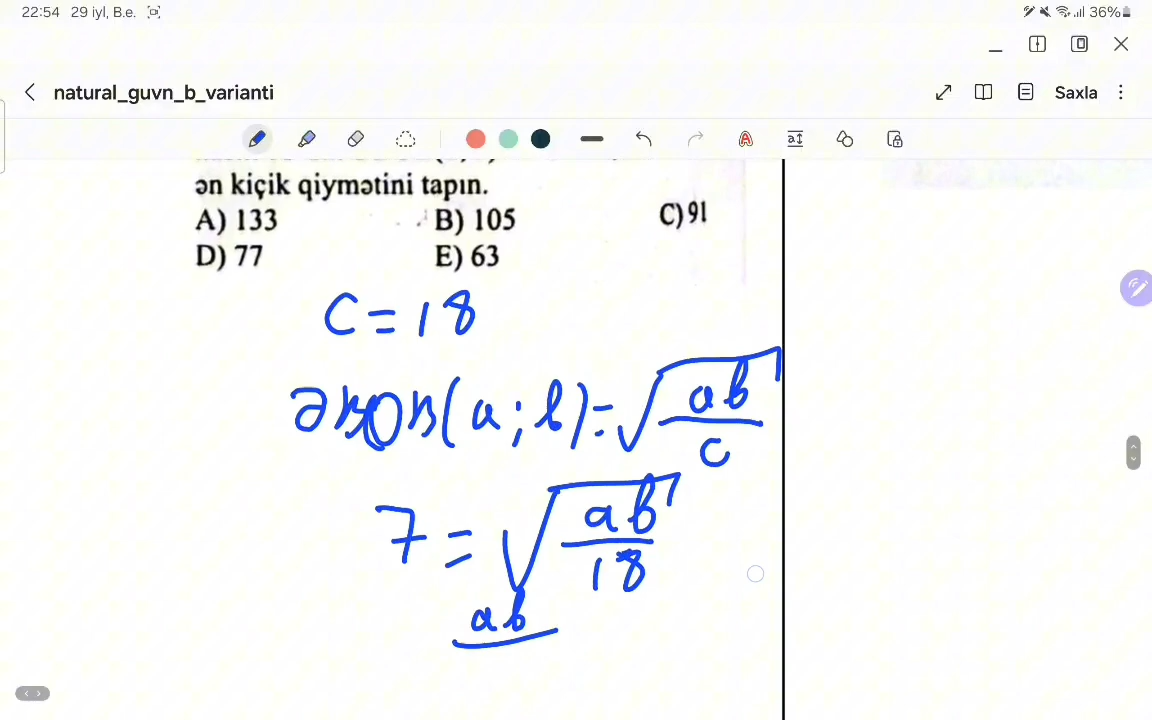 22:54 29 iyl, B.e.
36%
natural_guvn_b_varianti
Saxla
ən kiçik qiymətini tapın.
A) 133 B) 105 C) 91
D) 77 E) 63
C = 18
ƏBOB(a; b) = √ab/c
7 = √ab/18
ab